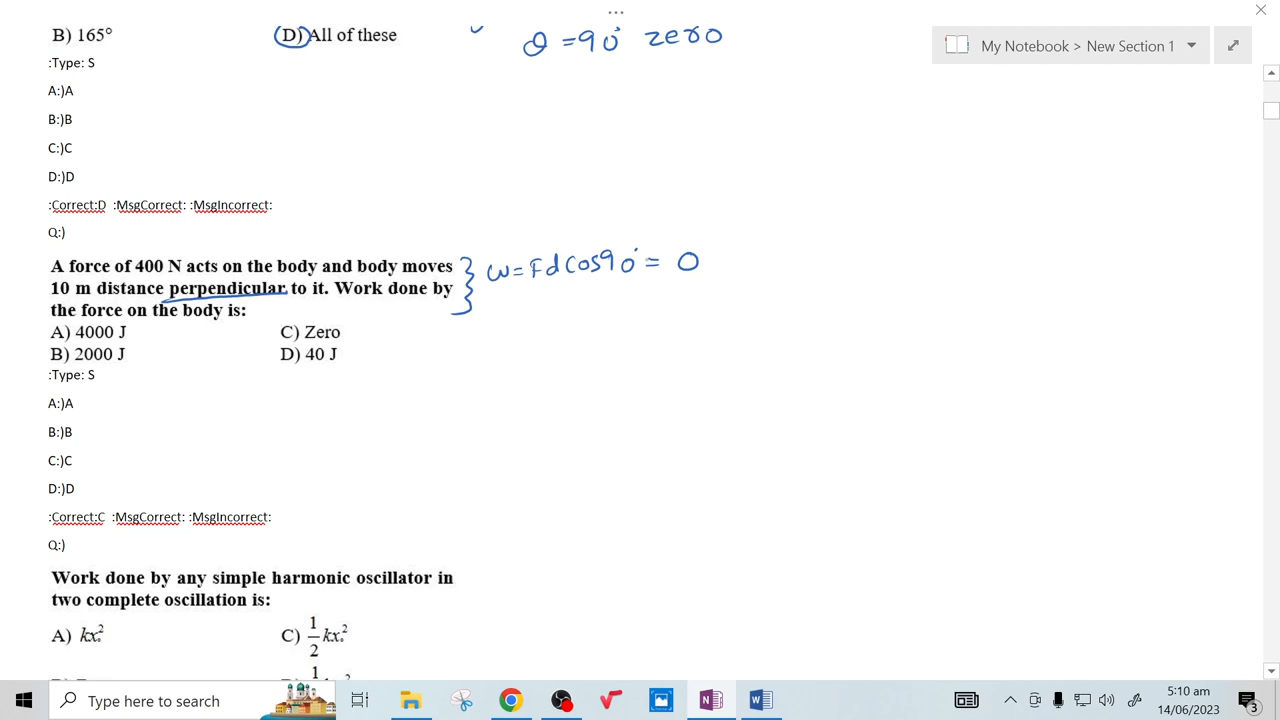 B) 165°
D) All of these
θ = 90° zero
My Notebook > New Section 1
:Type: S
A:)A
B:)B
C:)C
D:)D
:Correct:D :MsgCorrect: :MsgIncorrect:
Q:)
A force of 400 N acts on the body and body moves
10 m distance perpendicular to it. Work done by
the force on the body is:
w = Fd cos90° = 0
A) 4000 J
C) Zero
B) 2000 J
D) 40 J
:Type: S
A:)A
B:)B
C:)C
D:)D
:Correct:C :MsgCorrect: :MsgIncorrect:
Q:)
Work done by any simple harmonic oscillator in
two complete oscillation is:
A) kx₀²
C) 1/2 kx₀²
Type here to search
5:10 am
14/06/2023
3